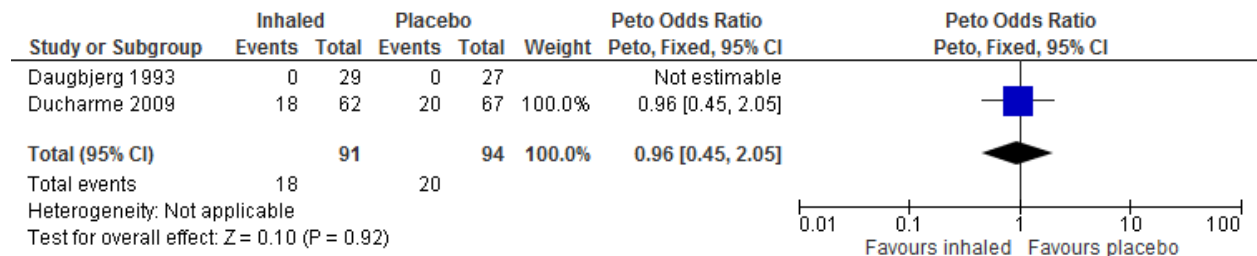 Inhaled Placebo Peto Odds Ratio Peto Odds Ratio
Study or Subgroup Events Total Events Total Weight Peto, Fixed, 95% CI Peto, Fixed, 95% CI
Daugbjerg 1993 0 29 0 27 Not estimable
Ducharme 2009 18 62 20 67 100.0% 0.96 [0.45, 2.05]
Total (95% CI) 91 94 100.0% 0.96 [0.45, 2.05]
Total events 18 20
Heterogeneity: Not applicable
Test for overall effect: Z = 0.10 (P = 0.92)
0.01 0.1 1 10 100
Favours inhaled Favours placebo